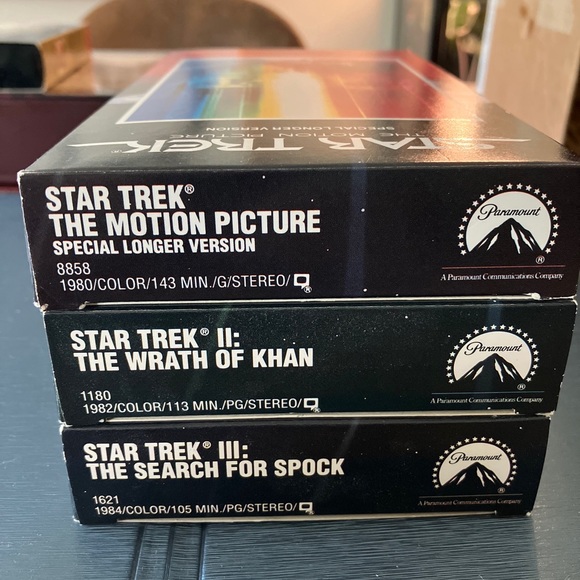 STAR TREK®
THE MOTION PICTURE
SPECIAL LONGER VERSION
STAR TREK®
THE MOTION PICTURE
SPECIAL LONGER VERSION
8858
1980/COLOR/143 MIN./G/STEREO/
®
Paramount
®
A Paramount Communications Company
STAR TREK® II:
THE WRATH OF KHAN
1180
1982/COLOR/113 MIN./PG/STEREO/
®
Paramount
®
A Paramount Communications Company
STAR TREK® III:
THE SEARCH FOR SPOCK
1621
1984/COLOR/105 MIN./PG/STEREO/
®
Paramount
®
A Paramount Communications Company